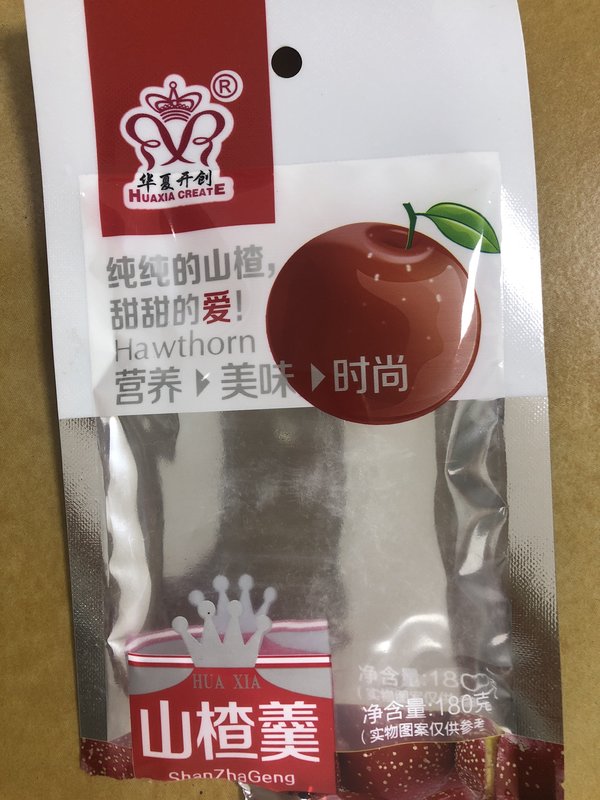 ®
华夏开创
HUAXIA CREATE
纯纯的山楂,
甜甜的爱!
Hawthorn
营养 美味 时尚
HUA XIA
山楂羹
ShanZhaGeng
净含量:180克
(实物图案仅供参考